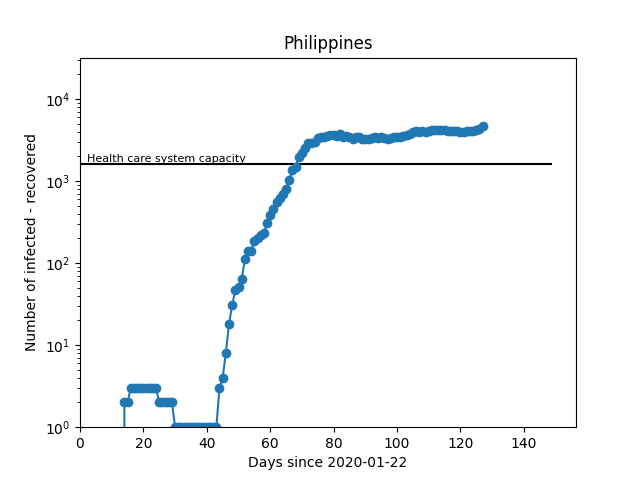 Philippines
Number of infected - recovered
10⁴
10³
10²
10¹
10⁰
Health care system capacity
0 20 40 60 80 100 120 140
Days since 2020-01-22